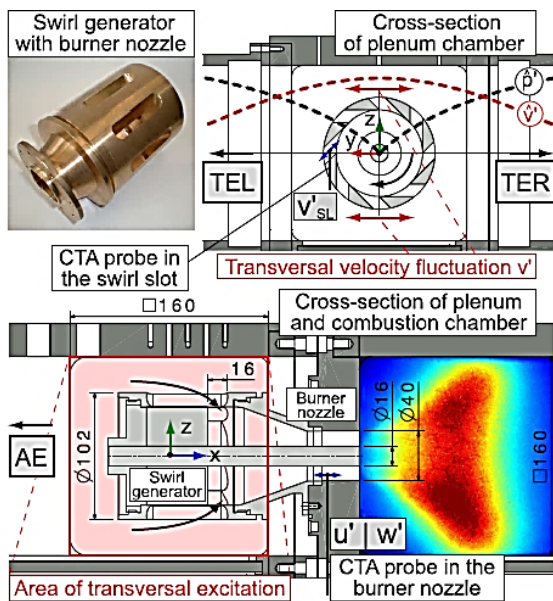 Swirl generator
with burner nozzle
Cross-section
of plenum chamber
p̂'
v̂'
z
y
TEL
TER
v'SL
CTA probe in
the swirl slot
Transversal velocity fluctuation v'
□160
Cross-section of plenum
and combustion chamber
16
Burner
nozzle
Ø16
Ø40
□160
AE
Ø102
z
x
Swirl
generator
u' | w'
Area of transversal excitation
CTA probe in the
burner nozzle